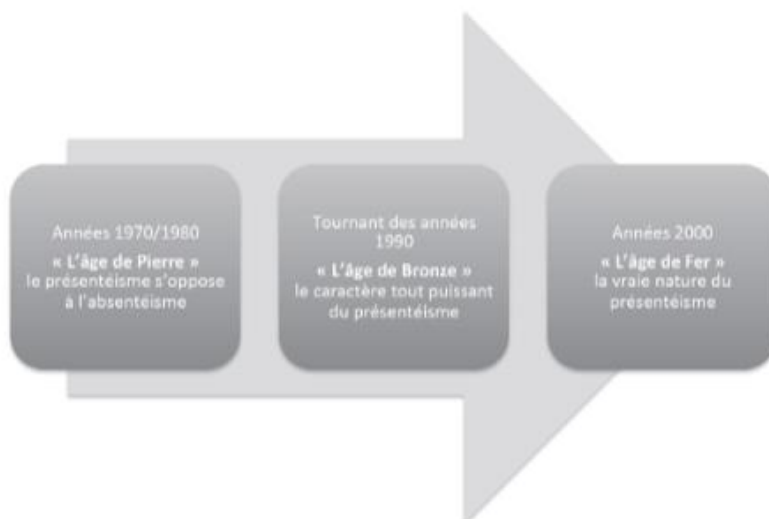 Années 1970/1980
« L'âge de Pierre »
le présentéisme s'oppose
à l'absentéisme
Tournant des années
1990
« L'âge de Bronze »
le caractère tout puissant
du présentéisme
Années 2000
« L'âge de Fer »
la vraie nature du
présentéisme